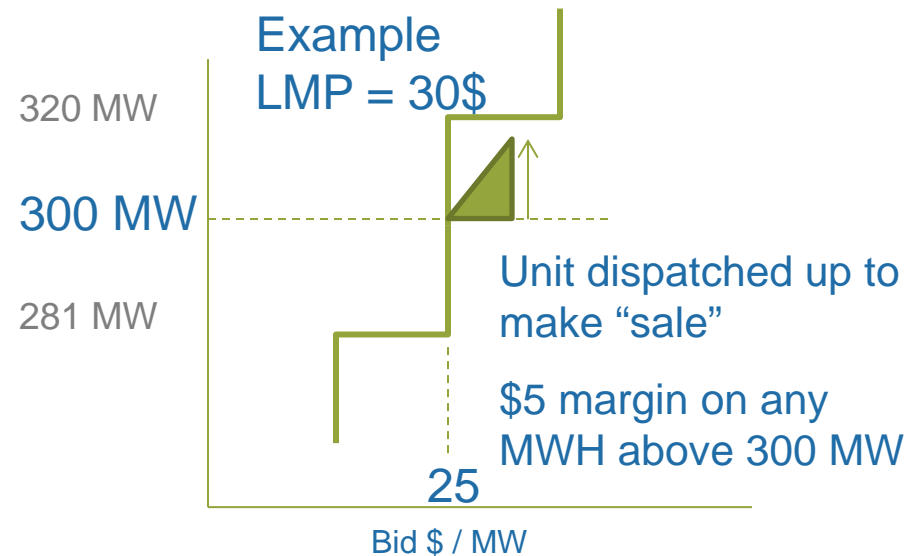 Example
LMP = 30$
320 MW
300 MW
281 MW
Unit dispatched up to
make “sale”
$5 margin on any
MWH above 300 MW
25
Bid $ / MW